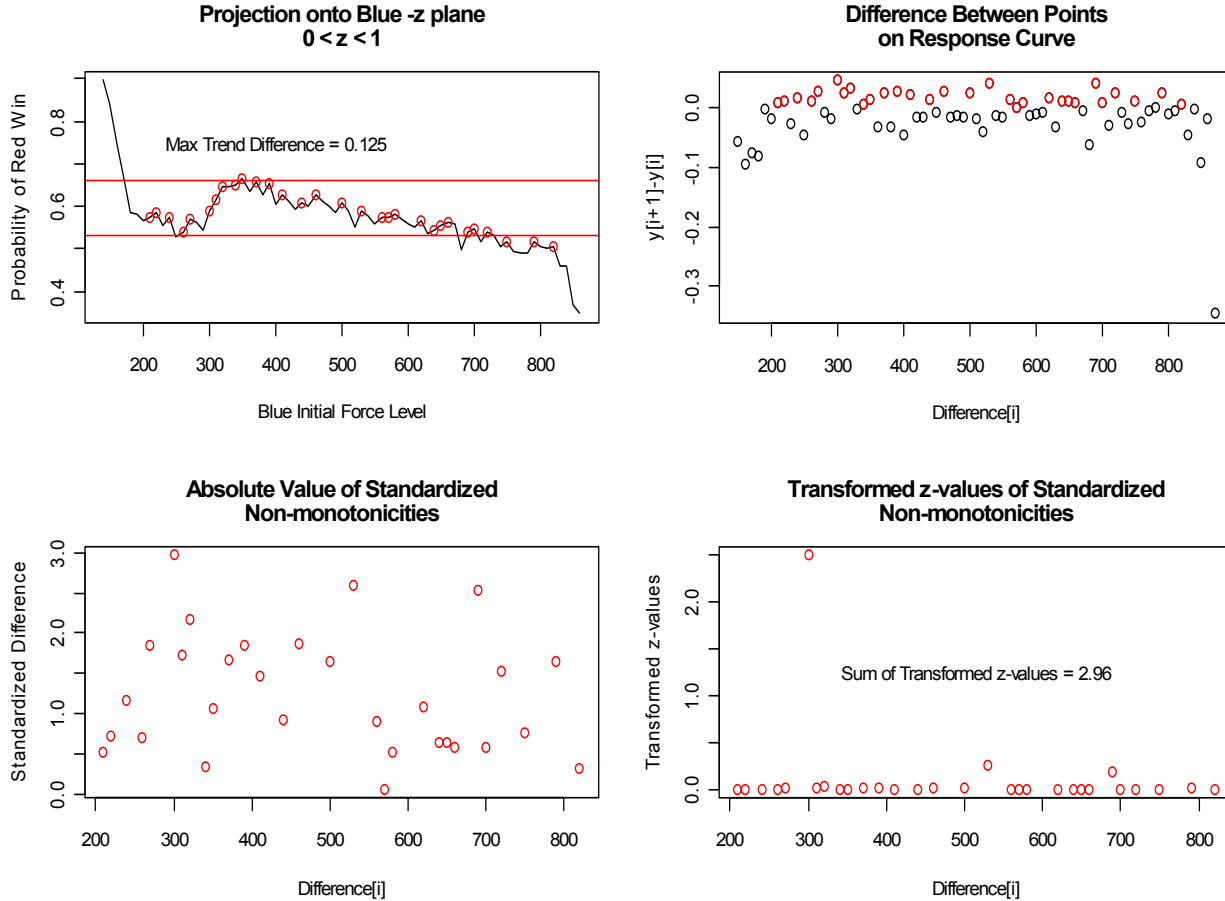 Projection onto Blue -z plane
0 < z < 1
Probability of Red Win
0.8
0.6
0.4
Max Trend Difference = 0.125
200 300 400 500 600 700 800
Blue Initial Force Level
Difference Between Points
on Response Curve
y[i+1]-y[i]
0.0
-0.1
-0.2
-0.3
200 300 400 500 600 700 800
Difference[i]
Absolute Value of Standardized
Non-monotonicities
Standardized Difference
3.0
2.0
1.0
0.0
200 300 400 500 600 700 800
Difference[i]
Transformed z-values of Standardized
Non-monotonicities
Transformed z-values
2.0
1.0
0.0
Sum of Transformed z-values = 2.96
200 300 400 500 600 700 800
Difference[i]